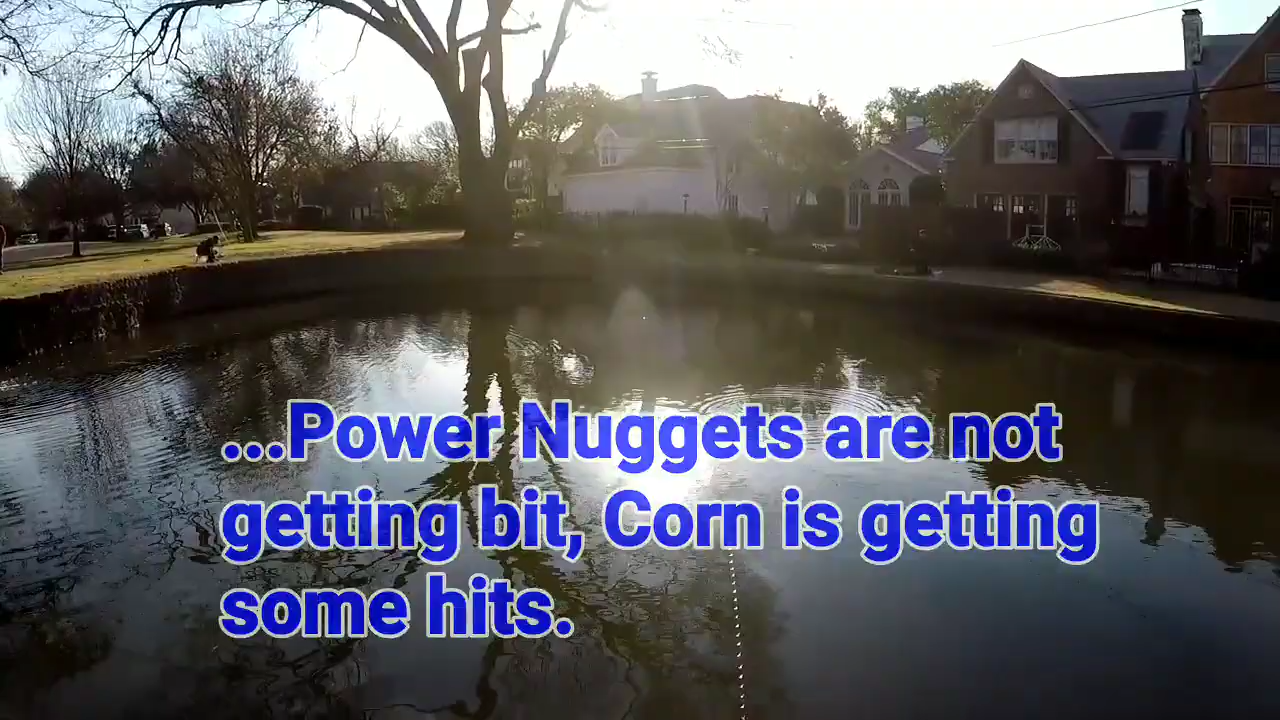 ...Power Nuggets are not
getting bit, Corn is getting
some hits.